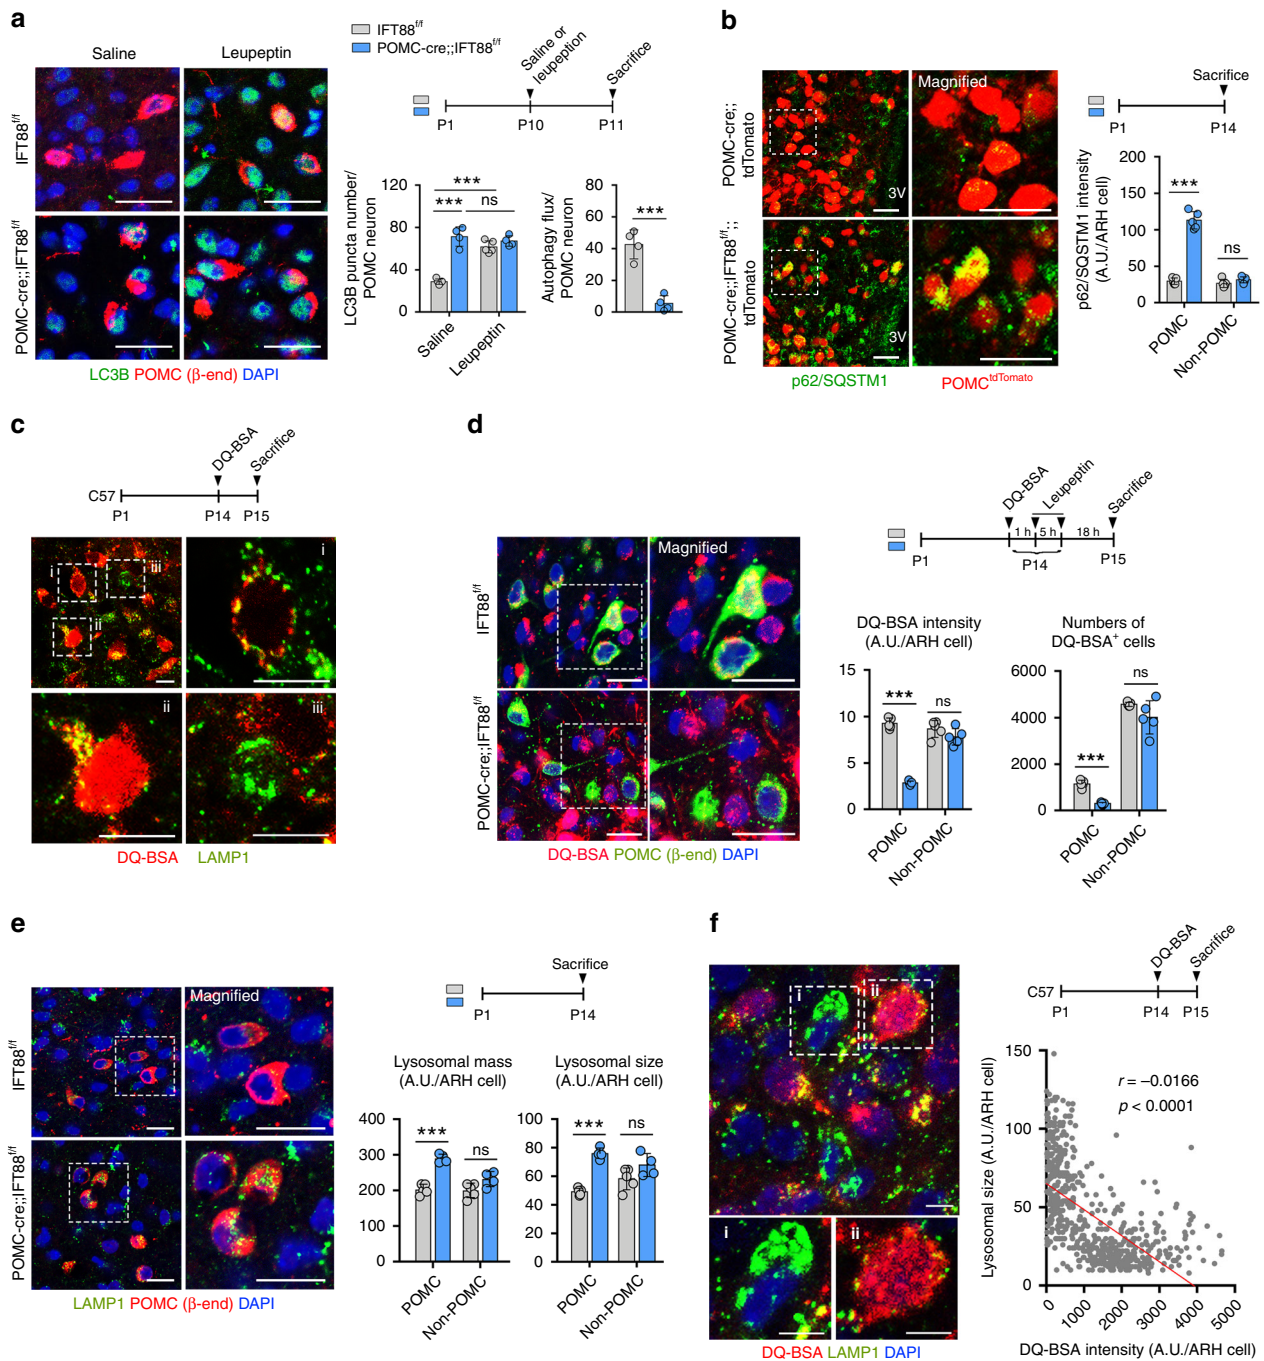 a
Saline
Leupeptin
IFT88f/f
POMC-cre;;IFT88f/f
LC3B POMC (β-end) DAPI
IFT88f/f
POMC-cre;;IFT88f/f
Saline or
leupeption
Sacrifice
P1
P10
P11
LC3B puncta number/
POMC neuron
120
80
40
0
***
***
ns
Saline
Leupeptin
Autophagy flux/
POMC neuron
80
60
40
20
0
***
b
POMC-cre;;
tdTomato
POMC-cre;;IFT88f/f;;
tdTomato
Magnified
3V
3V
p62/SQSTM1
POMCtdTomato
Sacrifice
P1
P14
p62/SQSTM1 intensity
(A.U./ARH cell)
200
150
100
50
0
***
ns
POMC
Non-POMC
c
DQ-BSA
Sacrifice
C57
P1
P14
P15
i
iii
ii
i
ii
iii
DQ-BSA LAMP1
d
IFT88f/f
POMC-cre;;IFT88f/f
Magnified
DQ-BSA POMC (β-end) DAPI
DQ-BSA
Leupeptin
Sacrifice
1 h
5 h
18 h
P1
P14
P15
DQ-BSA intensity
(A.U./ARH cell)
15
10
5
0
***
ns
POMC
Non-POMC
Numbers of
DQ-BSA+ cells
6000
4000
2000
0
***
ns
POMC
Non-POMC
e
IFT88f/f
POMC-cre;;IFT88f/f
Magnified
LAMP1 POMC (β-end) DAPI
Sacrifice
P1
P14
Lysosomal mass
(A.U./ARH cell)
400
300
200
100
0
***
ns
POMC
Non-POMC
Lysosomal size
(A.U./ARH cell)
100
80
60
40
20
0
***
ns
POMC
Non-POMC
f
i
ii
i
ii
DQ-BSA LAMP1 DAPI
DQ-BSA
Sacrifice
C57
P1
P14
P15
Lysosomal size (A.U./ARH cell)
150
100
50
0
r = −0.0166
p < 0.0001
0
1000
2000
3000
4000
5000
DQ-BSA intensity (A.U./ARH cell)